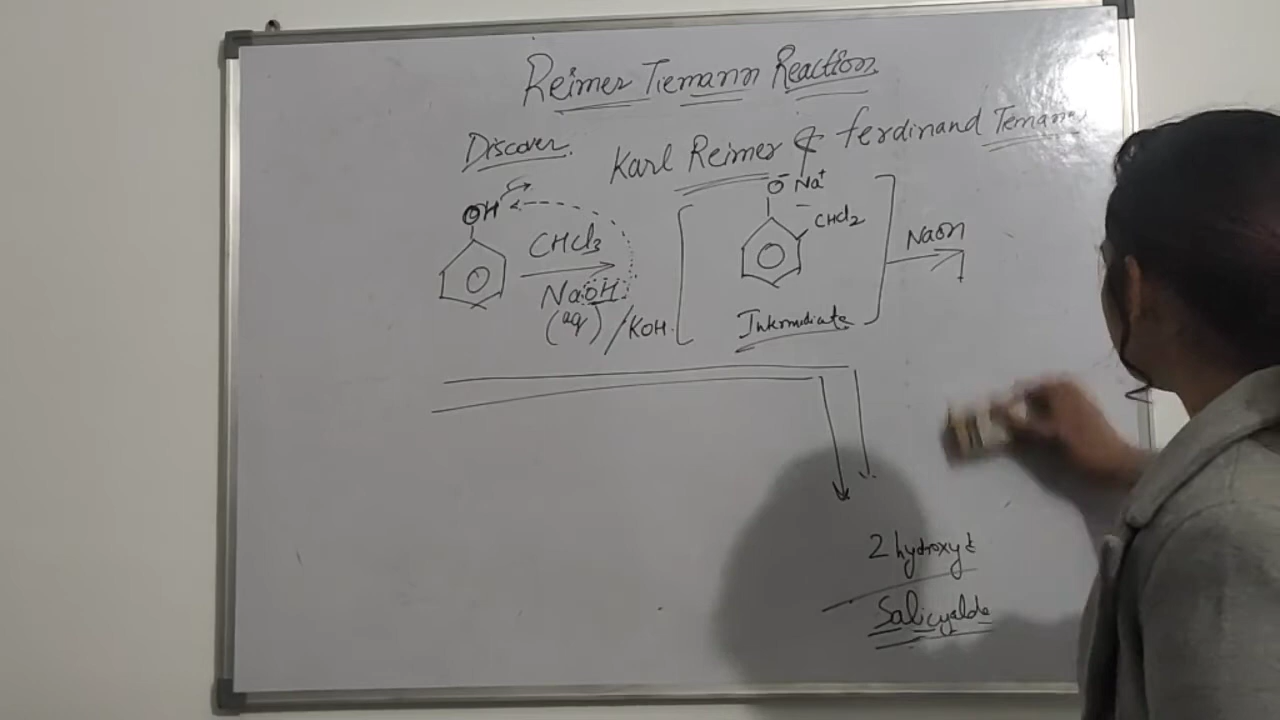 Reimer Tiemann Reaction
Discover.
Karl Reimer & ferdinand Temann
OH
CHCl3
NaOH
(aq) /KOH.
O⁻ Na⁺
CHCl2
Intermediate
NaOH
2 hydroxy
Salicyalde